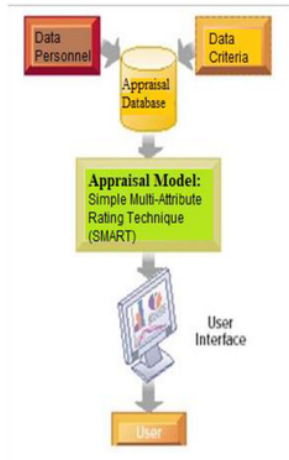 Data
Personnel
Data
Criteria
Appraisal
Database
Appraisal Model:
Simple Multi-Attribute
Rating Technique
(SMART)
User
Interface
User